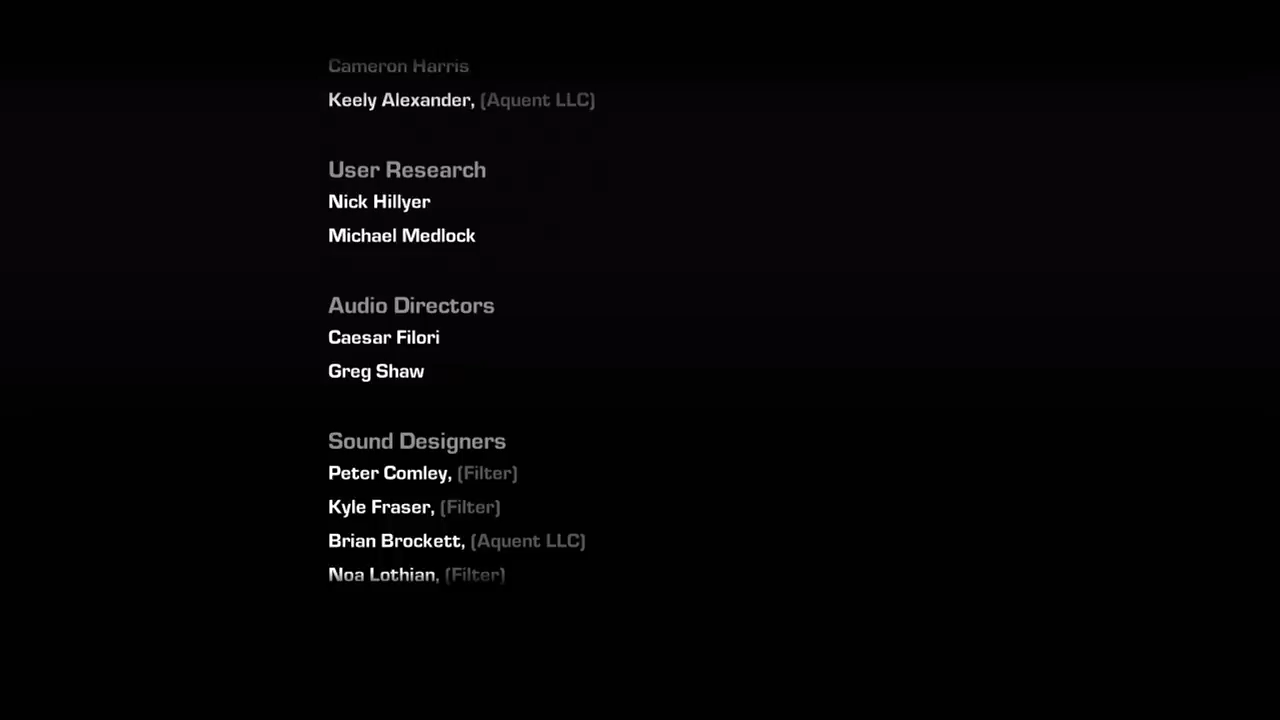 Cameron Harris
Keely Alexander, (Aquent LLC)
User Research
Nick Hillyer
Michael Medlock
Audio Directors
Caesar Filori
Greg Shaw
Sound Designers
Peter Comley, (Filter)
Kyle Fraser, (Filter)
Brian Brockett, (Aquent LLC)
Noa Lothian, (Filter)